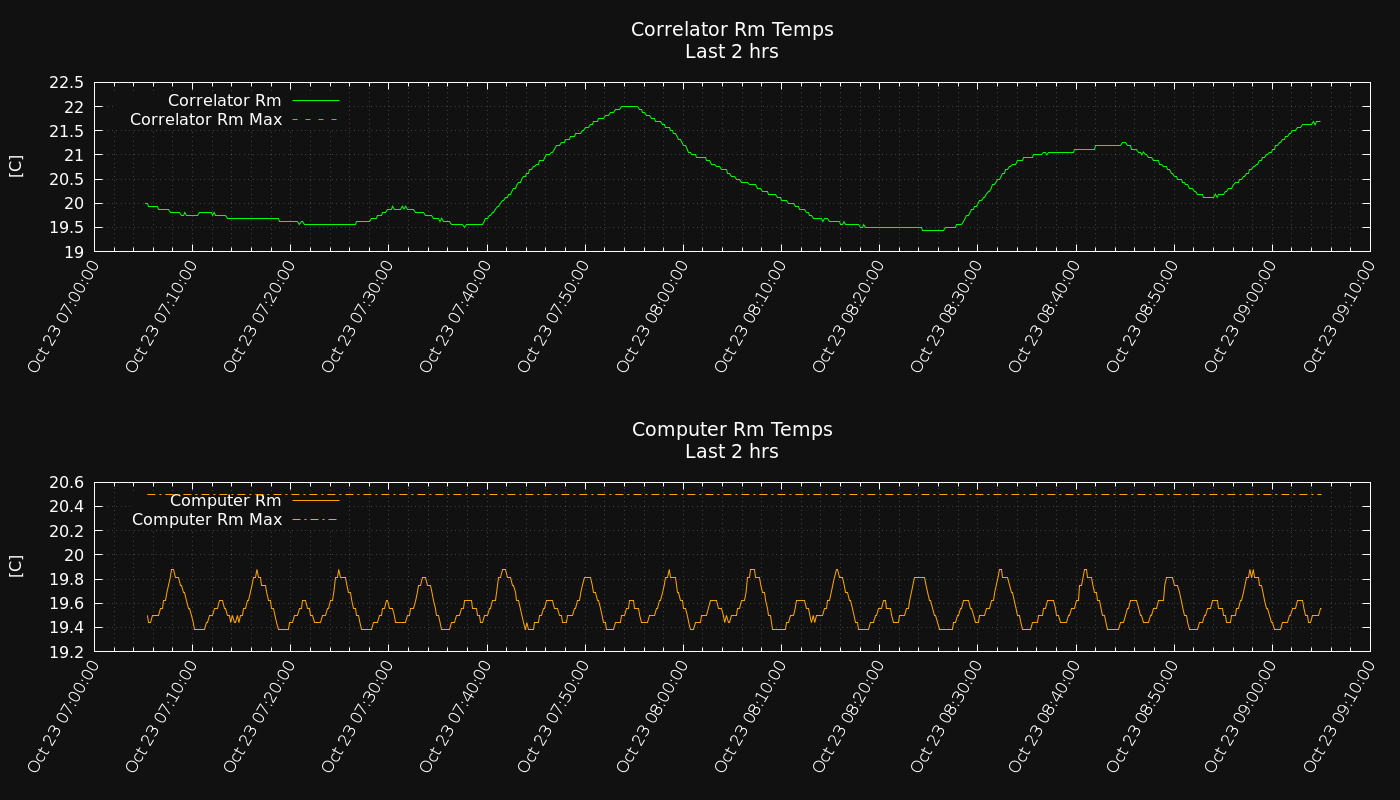 Correlator Rm Temps
Last 2 hrs
22.5
22
21.5
21
20.5
20
19.5
19
[C]
Correlator Rm
Correlator Rm Max
Oct 23 07:00:00
Oct 23 07:10:00
Oct 23 07:20:00
Oct 23 07:30:00
Oct 23 07:40:00
Oct 23 07:50:00
Oct 23 08:00:00
Oct 23 08:10:00
Oct 23 08:20:00
Oct 23 08:30:00
Oct 23 08:40:00
Oct 23 08:50:00
Oct 23 09:00:00
Oct 23 09:10:00
Computer Rm Temps
Last 2 hrs
20.6
20.4
20.2
20
19.8
19.6
19.4
19.2
[C]
Computer Rm
Computer Rm Max
Oct 23 07:00:00
Oct 23 07:10:00
Oct 23 07:20:00
Oct 23 07:30:00
Oct 23 07:40:00
Oct 23 07:50:00
Oct 23 08:00:00
Oct 23 08:10:00
Oct 23 08:20:00
Oct 23 08:30:00
Oct 23 08:40:00
Oct 23 08:50:00
Oct 23 09:00:00
Oct 23 09:10:00